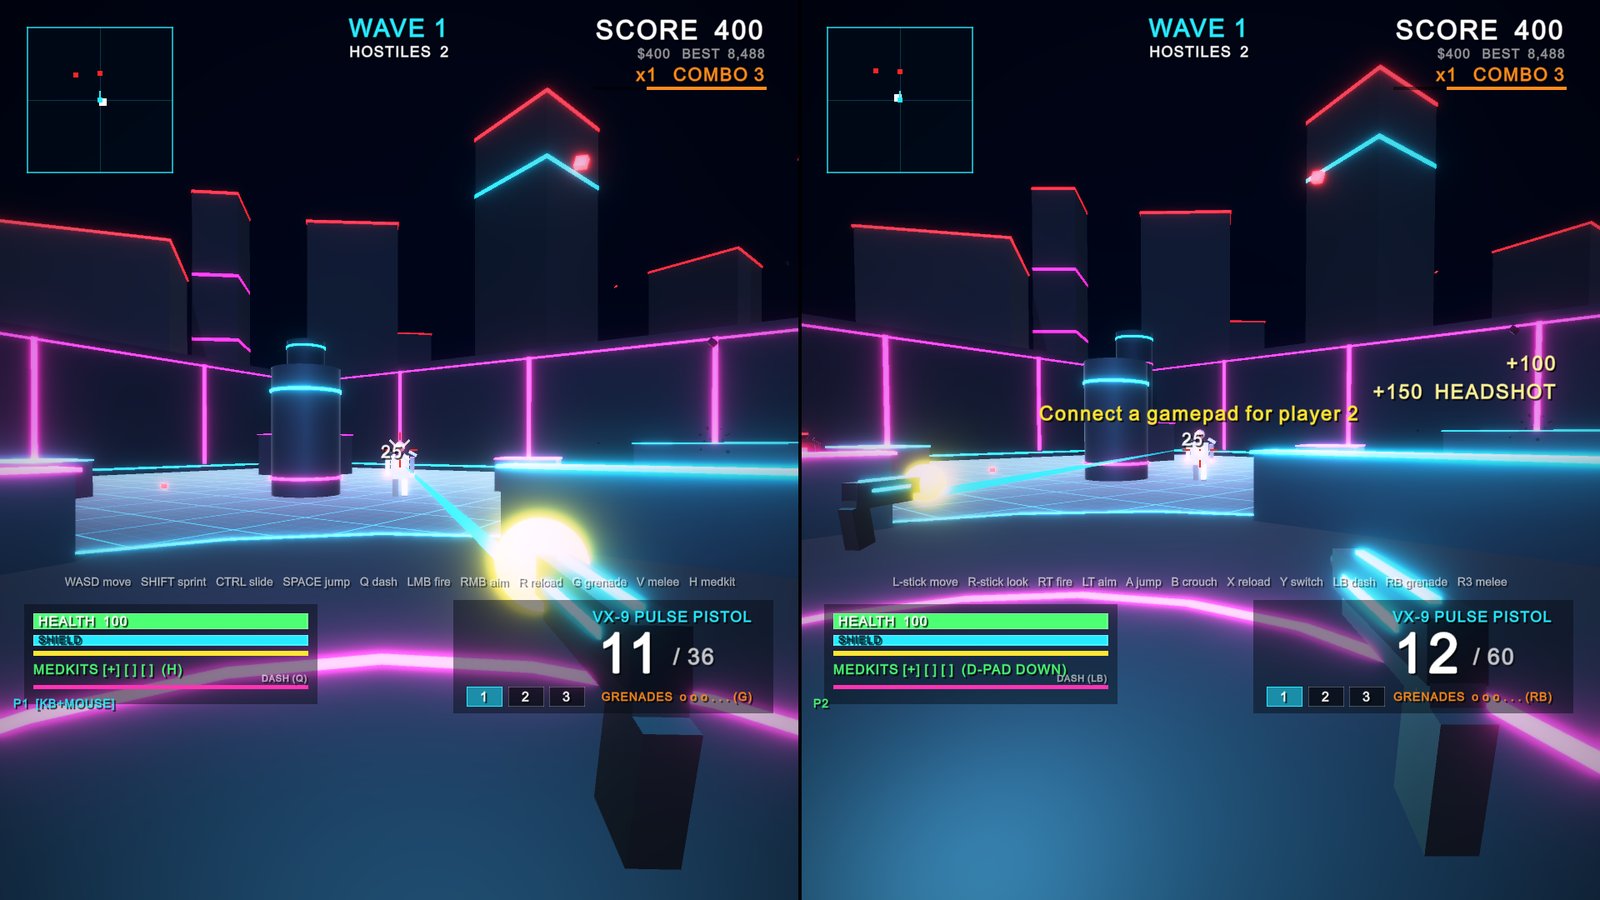 WAVE 1
HOSTILES 2
SCORE 400
$400 BEST 8,488
x1 COMBO 3
25
WASD move SHIFT sprint CTRL slide SPACE jump Q dash LMB fire RMB aim R reload G grenade V melee H medkit
HEALTH 100
SHIELD
MEDKITS [+] [ ] [ ] (H)
DASH (Q)
P1 [KB+MOUSE]
VX-9 PULSE PISTOL
11 / 36
1 2 3
GRENADES o o o . . . (G)
WAVE 1
HOSTILES 2
SCORE 400
$400 BEST 8,488
x1 COMBO 3
+100
+150 HEADSHOT
Connect a gamepad for player 2
25
L-stick move R-stick look RT fire LT aim A jump B crouch X reload Y switch LB dash RB grenade R3 melee
HEALTH 100
SHIELD
MEDKITS [+] [ ] [ ] (D-PAD DOWN)
DASH (LB)
P2
VX-9 PULSE PISTOL
12 / 60
1 2 3
GRENADES o o o . . . (RB)